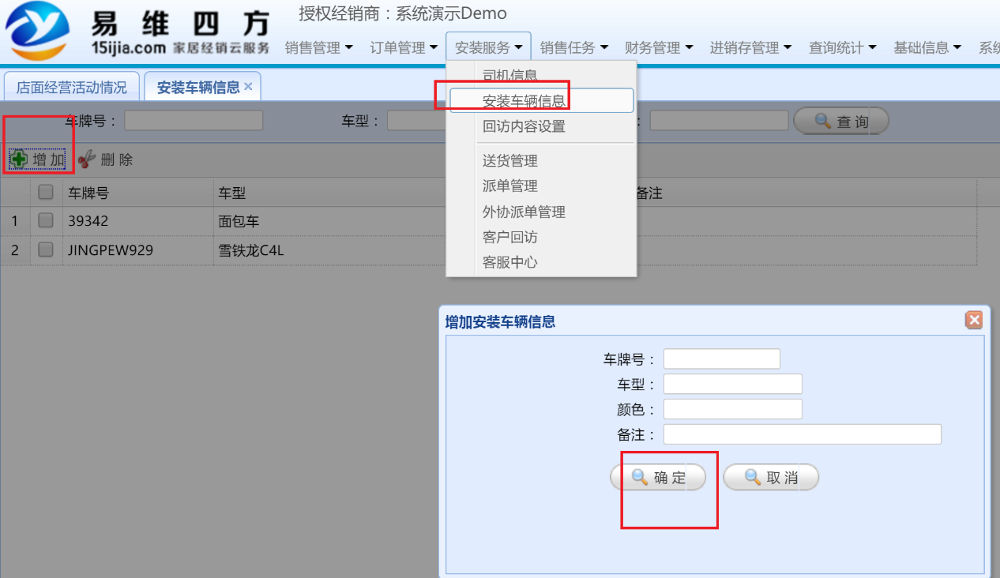 授权经销商：系统演示Demo
易维四方
15ijia.com 家居经销云服务
销售管理 订单管理 安装服务 销售任务 财务管理 进销存管理 查询统计 基础信息 系统
店面经营活动情况 安装车辆信息
司机信息
安装车辆信息
回访内容设置
送货管理
派单管理
外协派单管理
客户回访
客服中心
车牌号： 车型： ： 查 询
增 加 删 除
车牌号 车型 备注
1 39342 面包车
2 JINGPEW929 雪铁龙C4L
增加安装车辆信息
车牌号：
车型：
颜色：
备注：
确 定 取 消